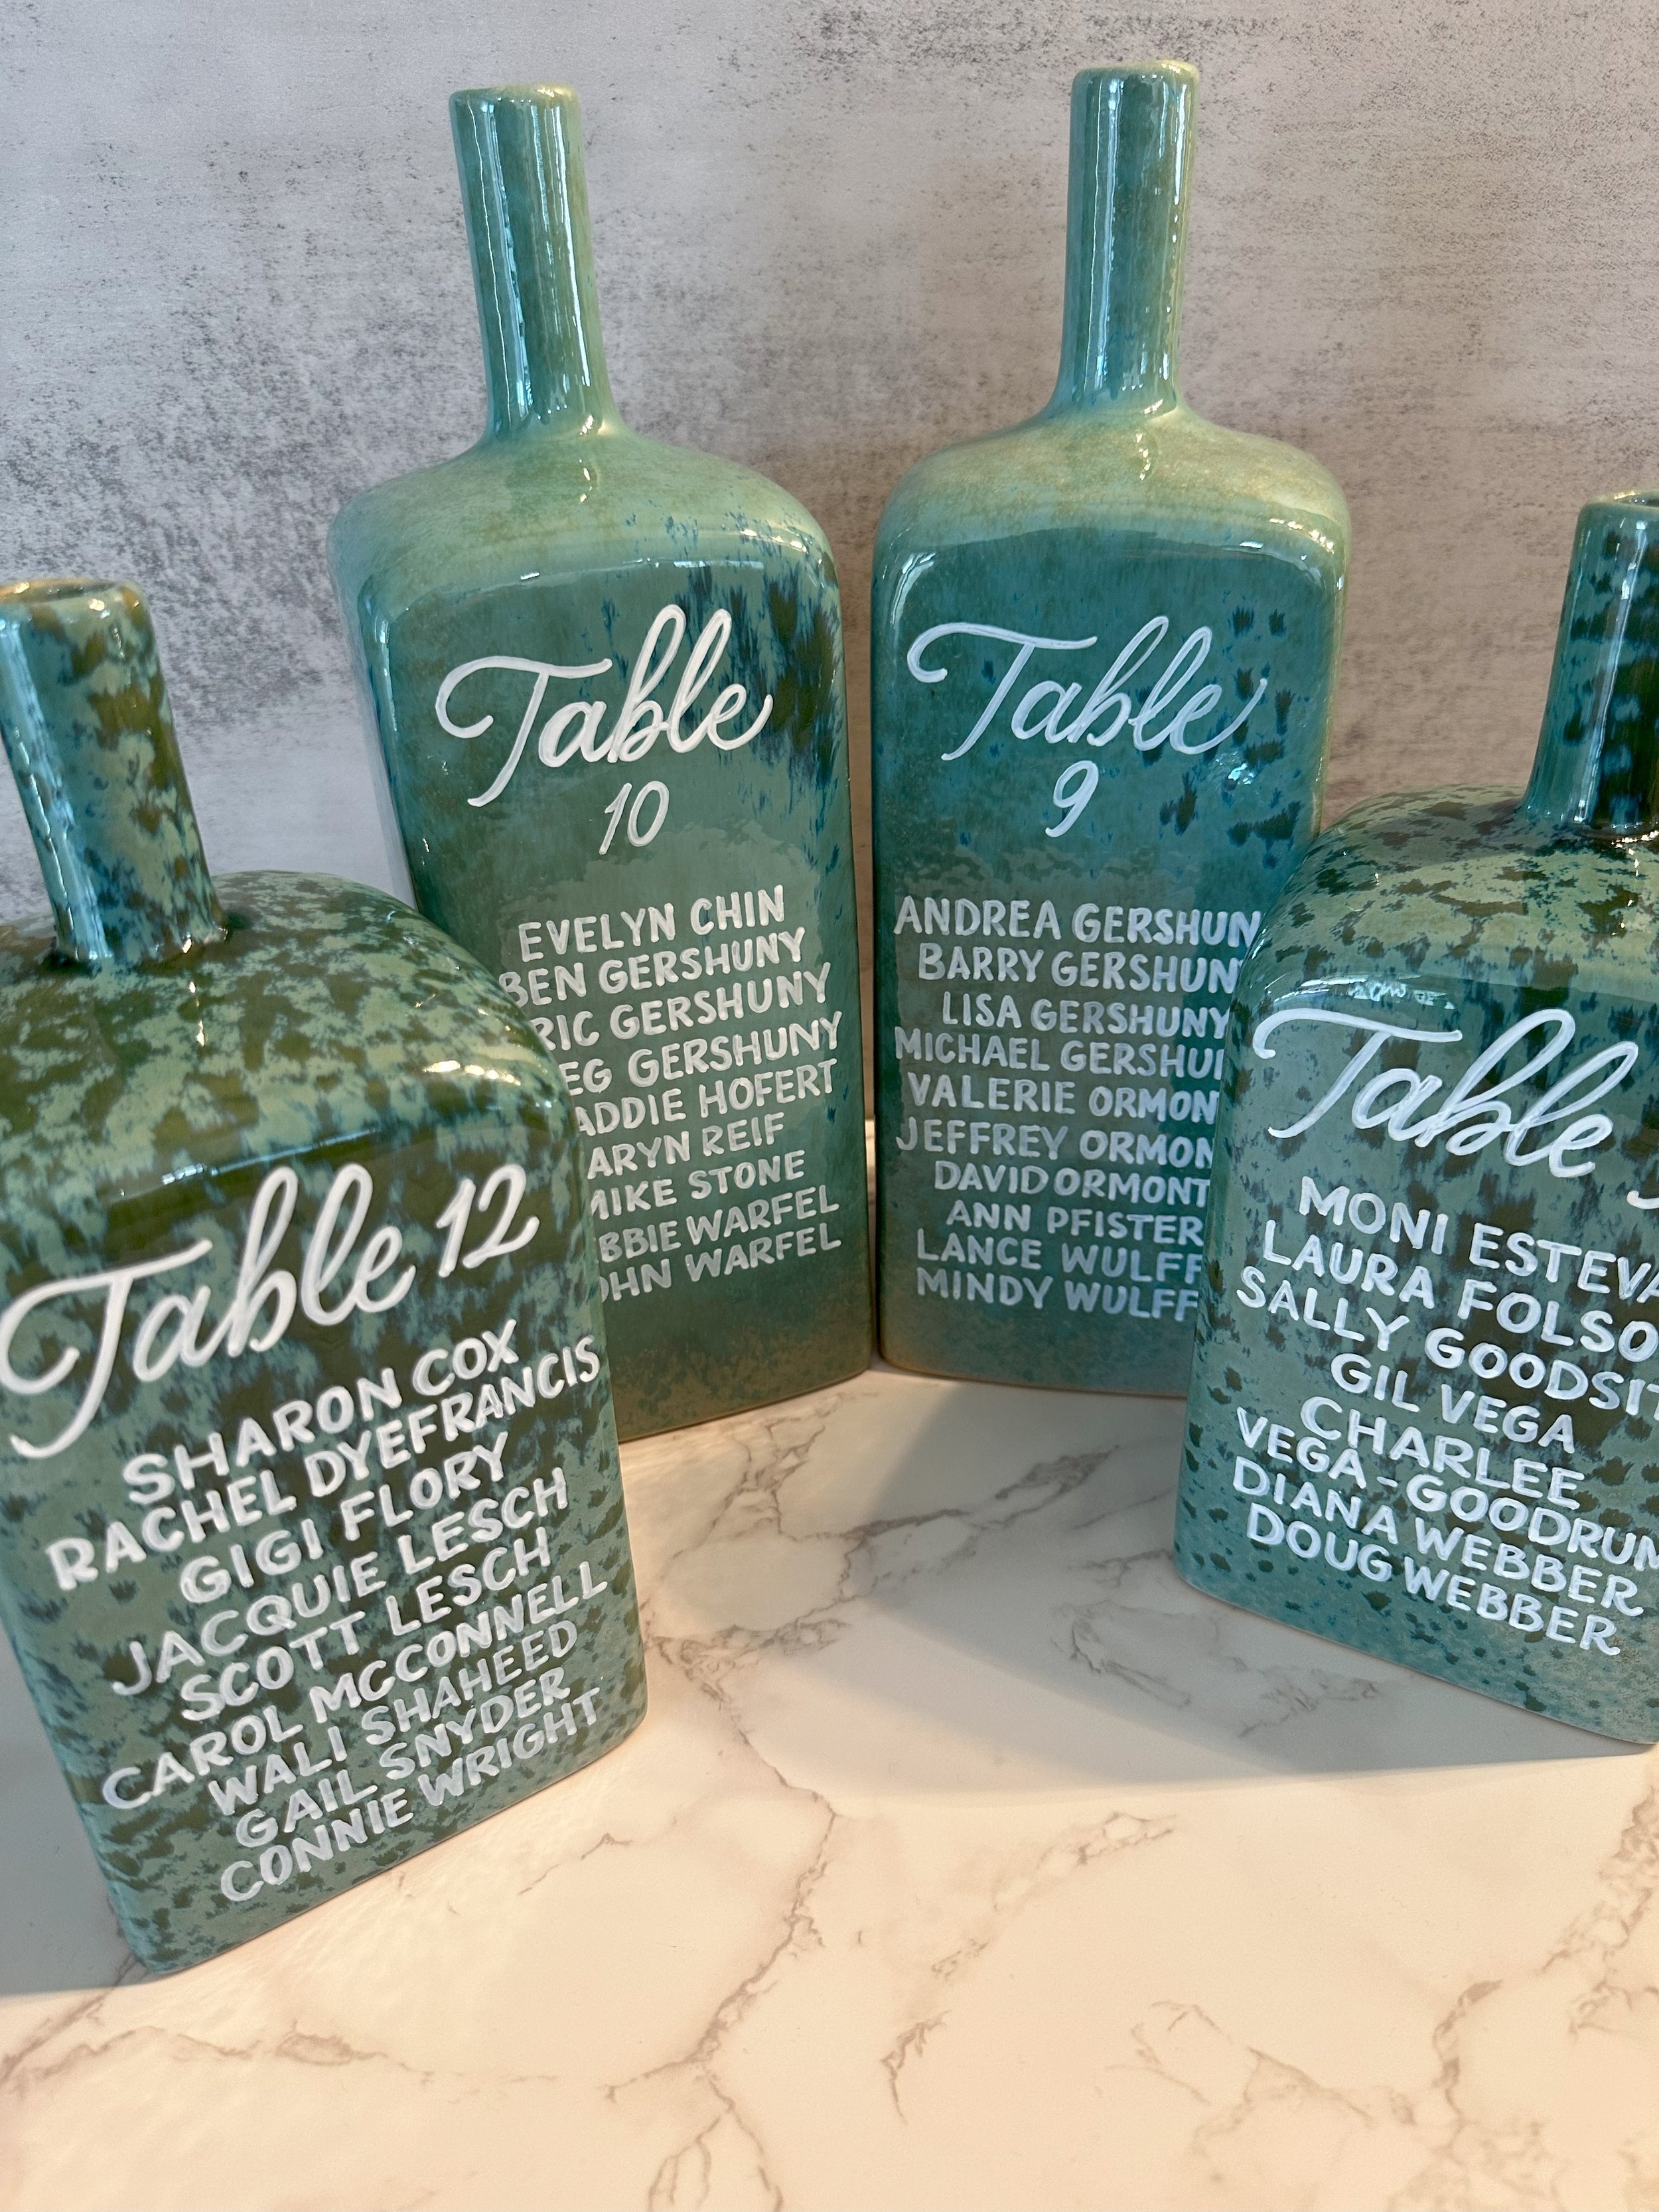 Table
10
EVELYN CHIN
BEN GERSHUNY
GERSHUNY
GERSHUNY
HOFERT
REIF
MIKE STONE
WARFEL
WARFEL
Table
9
ANDREA
BARRY
LISA GERSHUNY
MICHAEL
VALERIE
JEFFREY
DAVID ORMONT
ANN PFISTER
LANCE WULFF
MINDY WULFF
Table 12
SHARON COX
RACHEL DYEFRANCIS
GIGI FLORY
JACQUIE LESCH
SCOTT LESCH
CAROL MCCONNELL
WALI SHAHEED
GAIL SNYDER
CONNIE WRIGHT
Table
MONI
LAURA
SALLY
GIL VEGA
CHARLEE
VEGA-GOODRUM
DIANA WEBBER
DOUG WEBBER